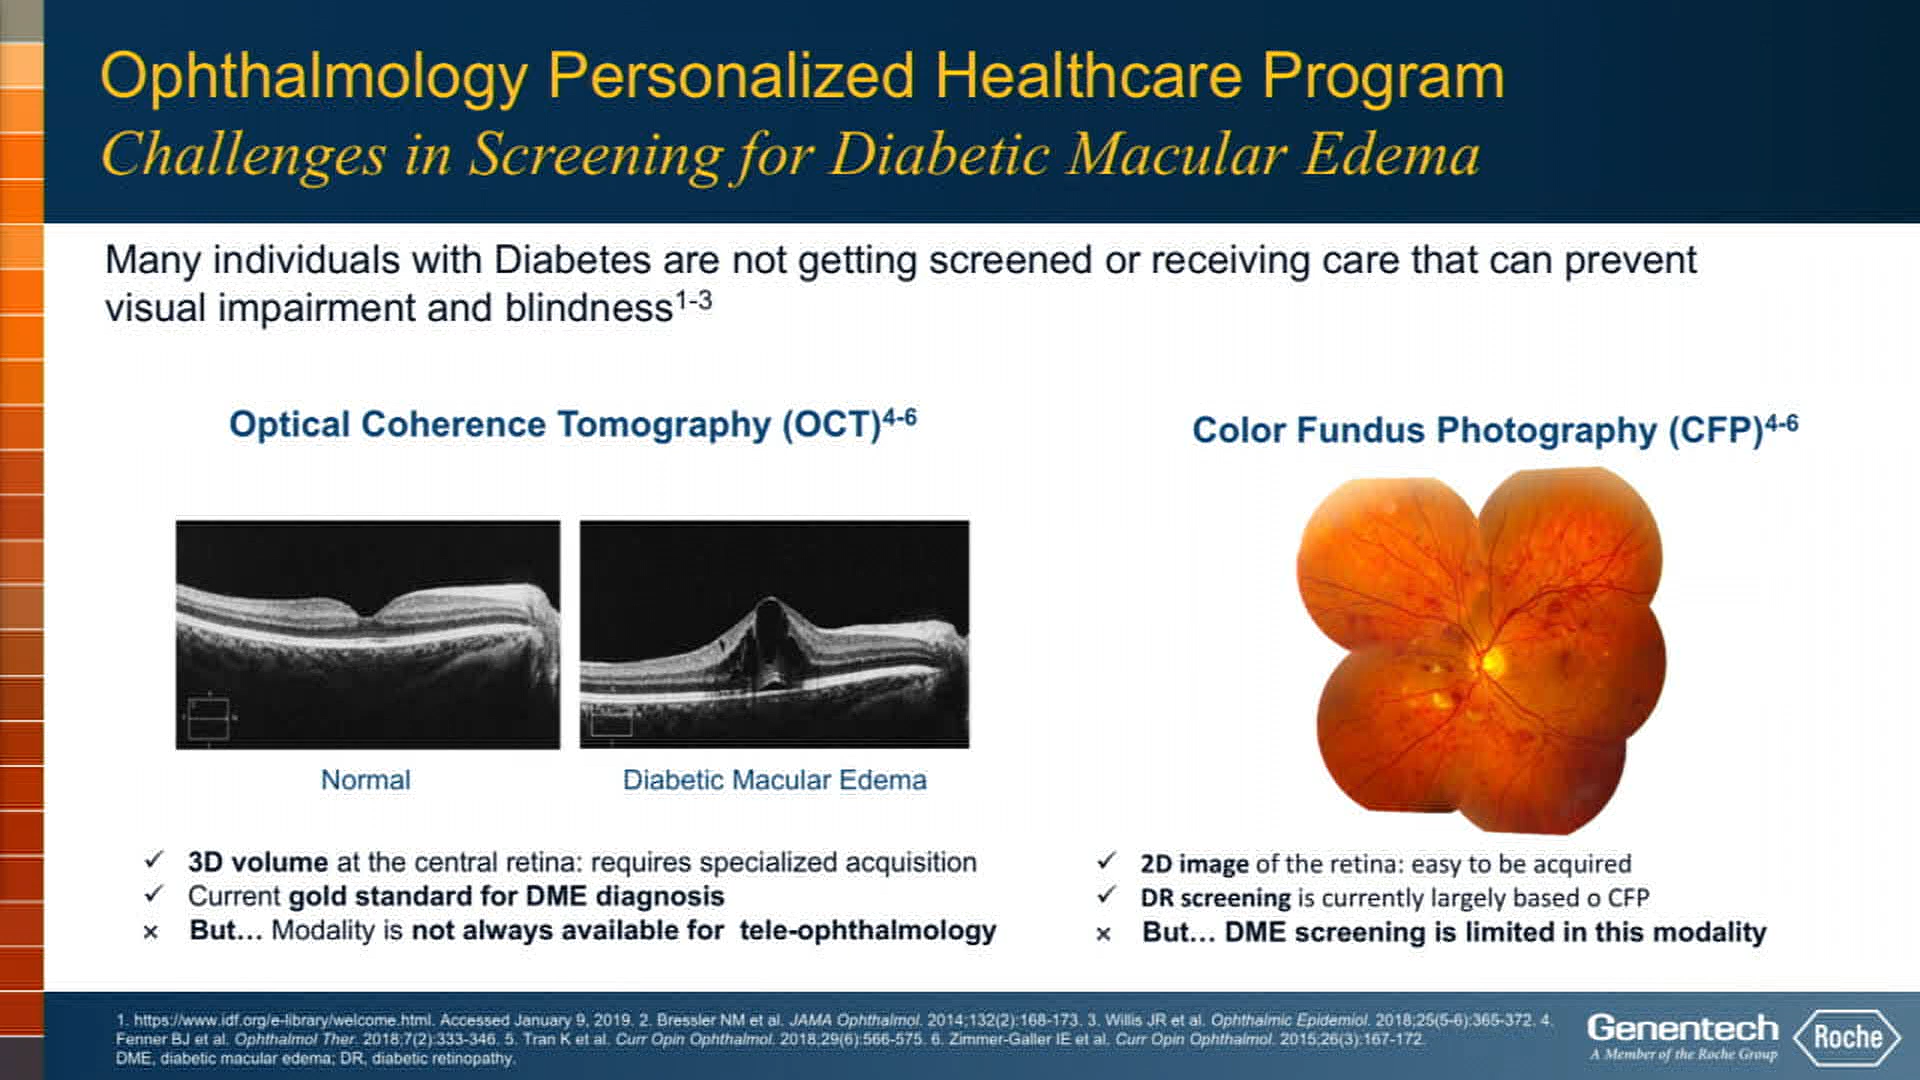 Ophthalmology Personalized Healthcare Program
Challenges in Screening for Diabetic Macular Edema
Many individuals with Diabetes are not getting screened or receiving care that can prevent
visual impairment and blindness1-3
Optical Coherence Tomography (OCT)4-6
Normal
Diabetic Macular Edema
✓ 3D volume at the central retina: requires specialized acquisition
✓ Current gold standard for DME diagnosis
× But... Modality is not always available for tele-ophthalmology
Color Fundus Photography (CFP)4-6
✓ 2D image of the retina: easy to be acquired
✓ DR screening is currently largely based o CFP
× But... DME screening is limited in this modality
1. https://www.idf.org/e-library/welcome.html. Accessed January 9, 2019. 2. Bressler NM et al. JAMA Ophthalmol. 2014;132(2):168-173. 3. Willis JR et al. Ophthalmic Epidemiol. 2018;25(5-6):365-372. 4.
Fenner BJ et al. Ophthalmol Ther. 2018;7(2):333-346. 5. Tran K et al. Curr Opin Ophthalmol. 2018;29(6):566-575. 6. Zimmer-Galler IE et al. Curr Opin Ophthalmol. 2015;26(3):167-172.
DME, diabetic macular edema; DR, diabetic retinopathy.
Genentech
A Member of the Roche Group
Roche